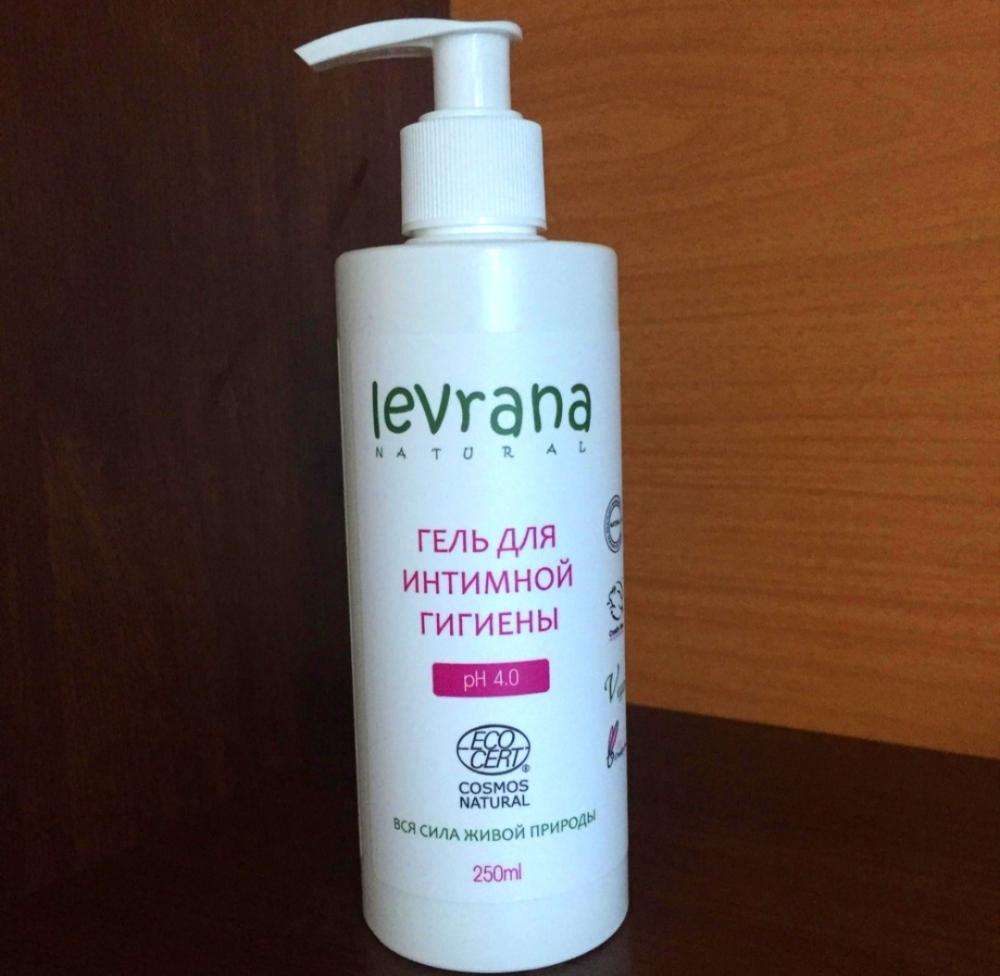 levrana
NATURAL
ГЕЛЬ ДЛЯ
ИНТИМНОЙ
ГИГИЕНЫ
pH 4.0
ECO
CERT®
COSMOS
NATURAL
ВСЯ СИЛА ЖИВОЙ ПРИРОДЫ
250ml